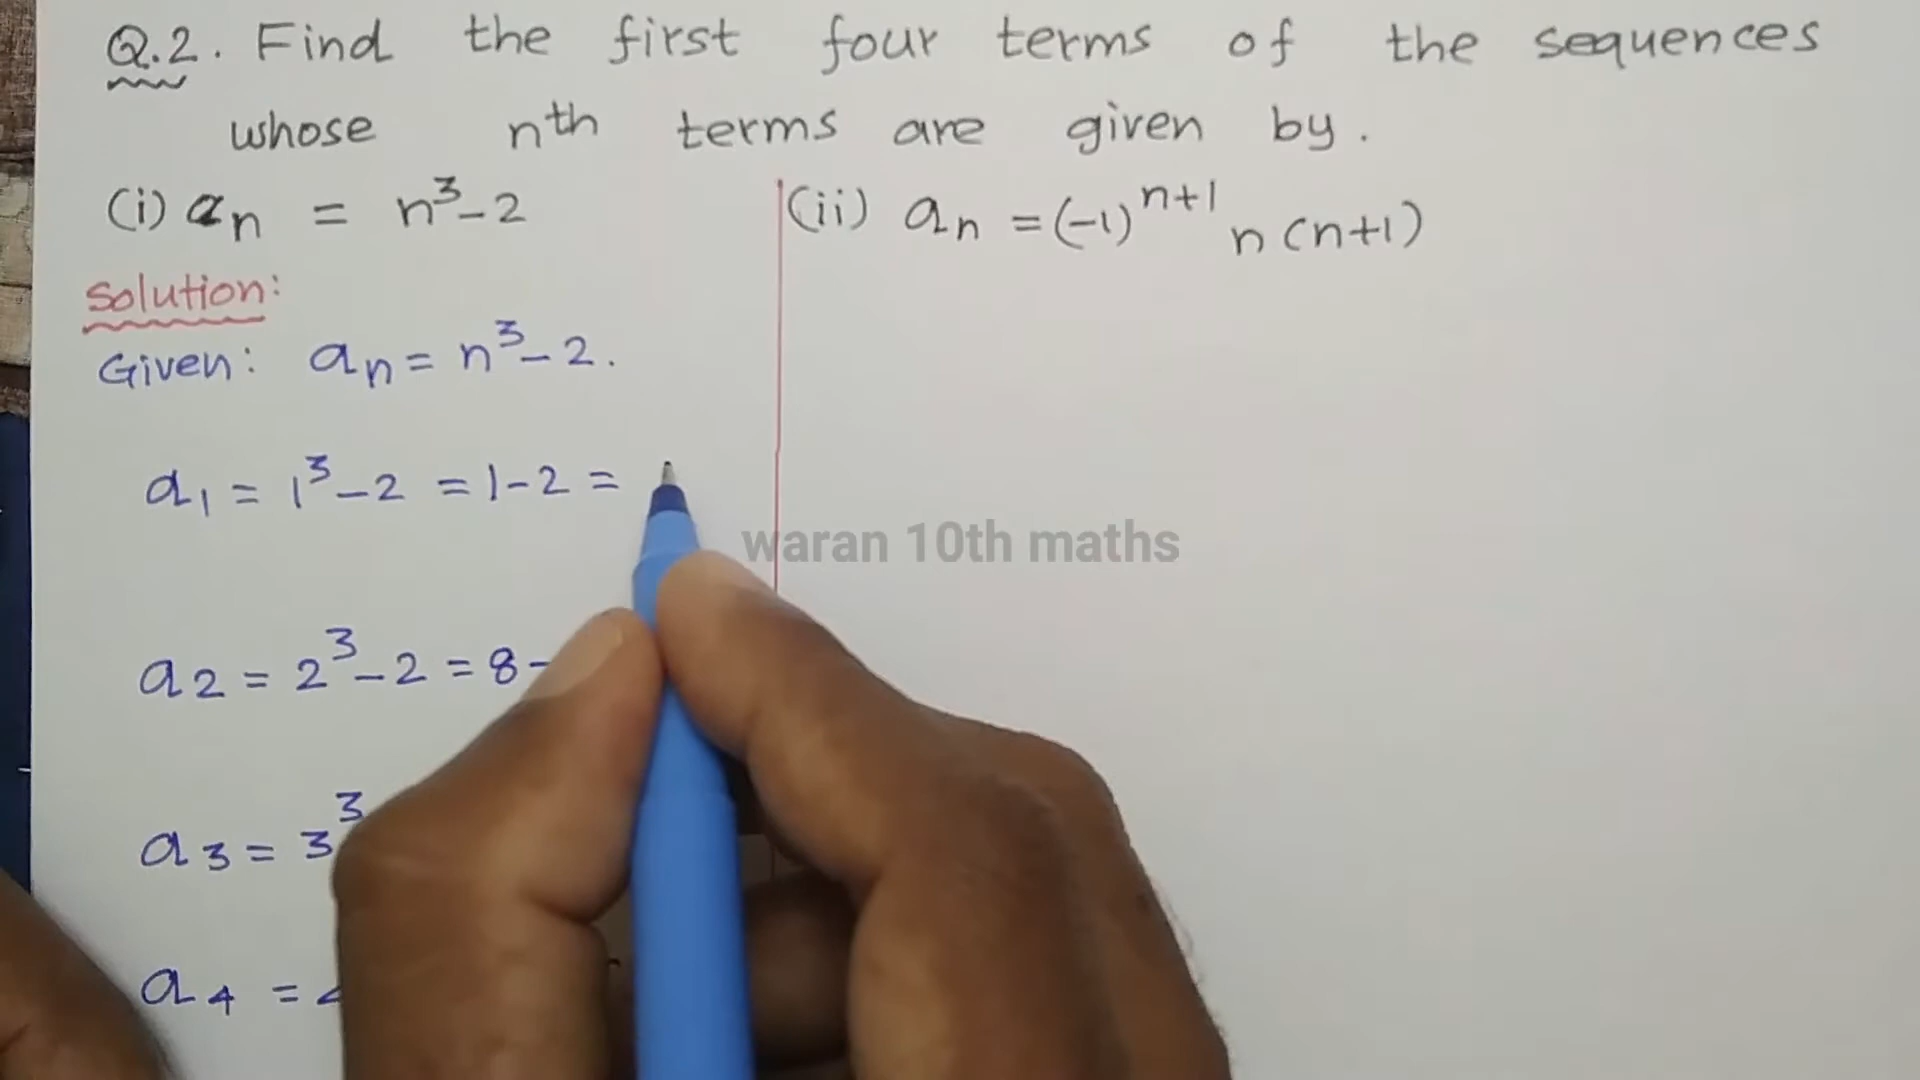 Q.2. Find the first four terms of the sequences
whose nth terms are given by.
(i) aₙ = n³-2 (ii) aₙ = (-1)ⁿ⁺¹ n(n+1)
Solution:
Given: aₙ = n³-2.
a₁ = 1³-2 = 1-2 =
waran 10th maths
a₂ = 2³-2 = 8-
a₃ = 3³
a₄ =